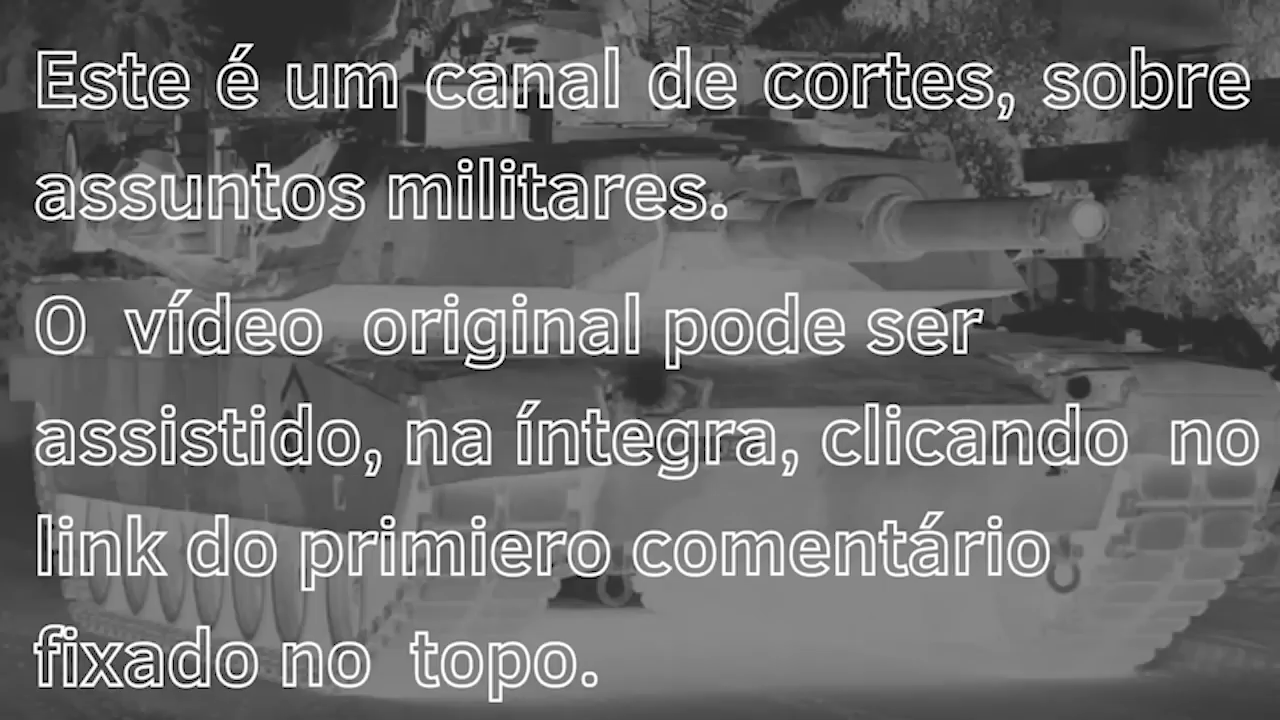 Este é um canal de cortes, sobre
assuntos militares.
O vídeo original pode ser
assistido, na íntegra, clicando no
link do primiero comentário
fixado no topo.